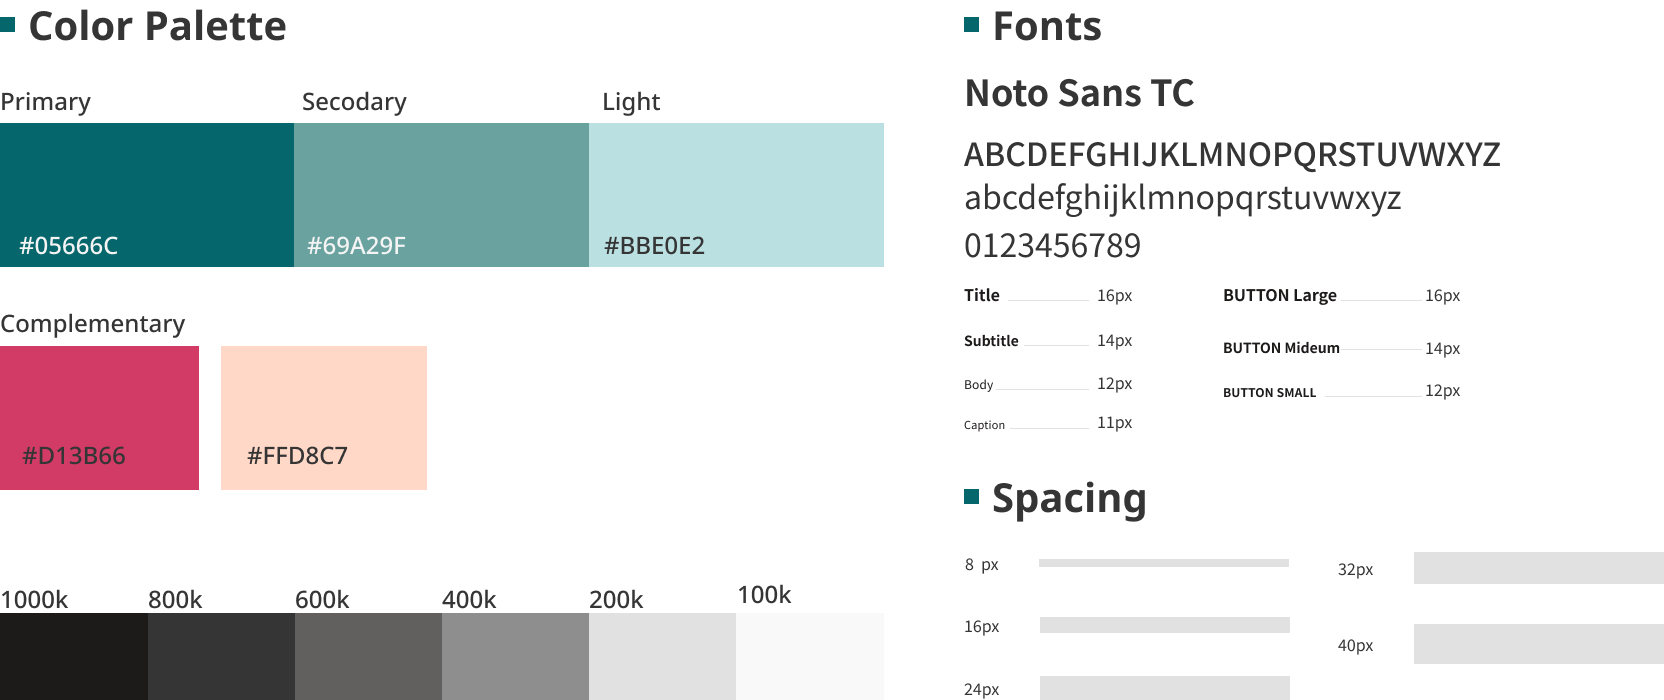 Color Palette
Primary
Secodary
Light
#05666C
#69A29F
#BBE0E2
Complementary
#D13B66
#FFD8C7
1000k
800k
600k
400k
200k
100k
Fonts
Noto Sans TC
ABCDEFGHIJKLMNOPQRSTUVWXYZ
abcdefghijklmnopqrstuvwxyz
0123456789
Title 16px
Subtitle 14px
Body 12px
Caption 11px
BUTTON Large 16px
BUTTON Mideum 14px
BUTTON SMALL 12px
Spacing
8 px
16px
24px
32px
40px